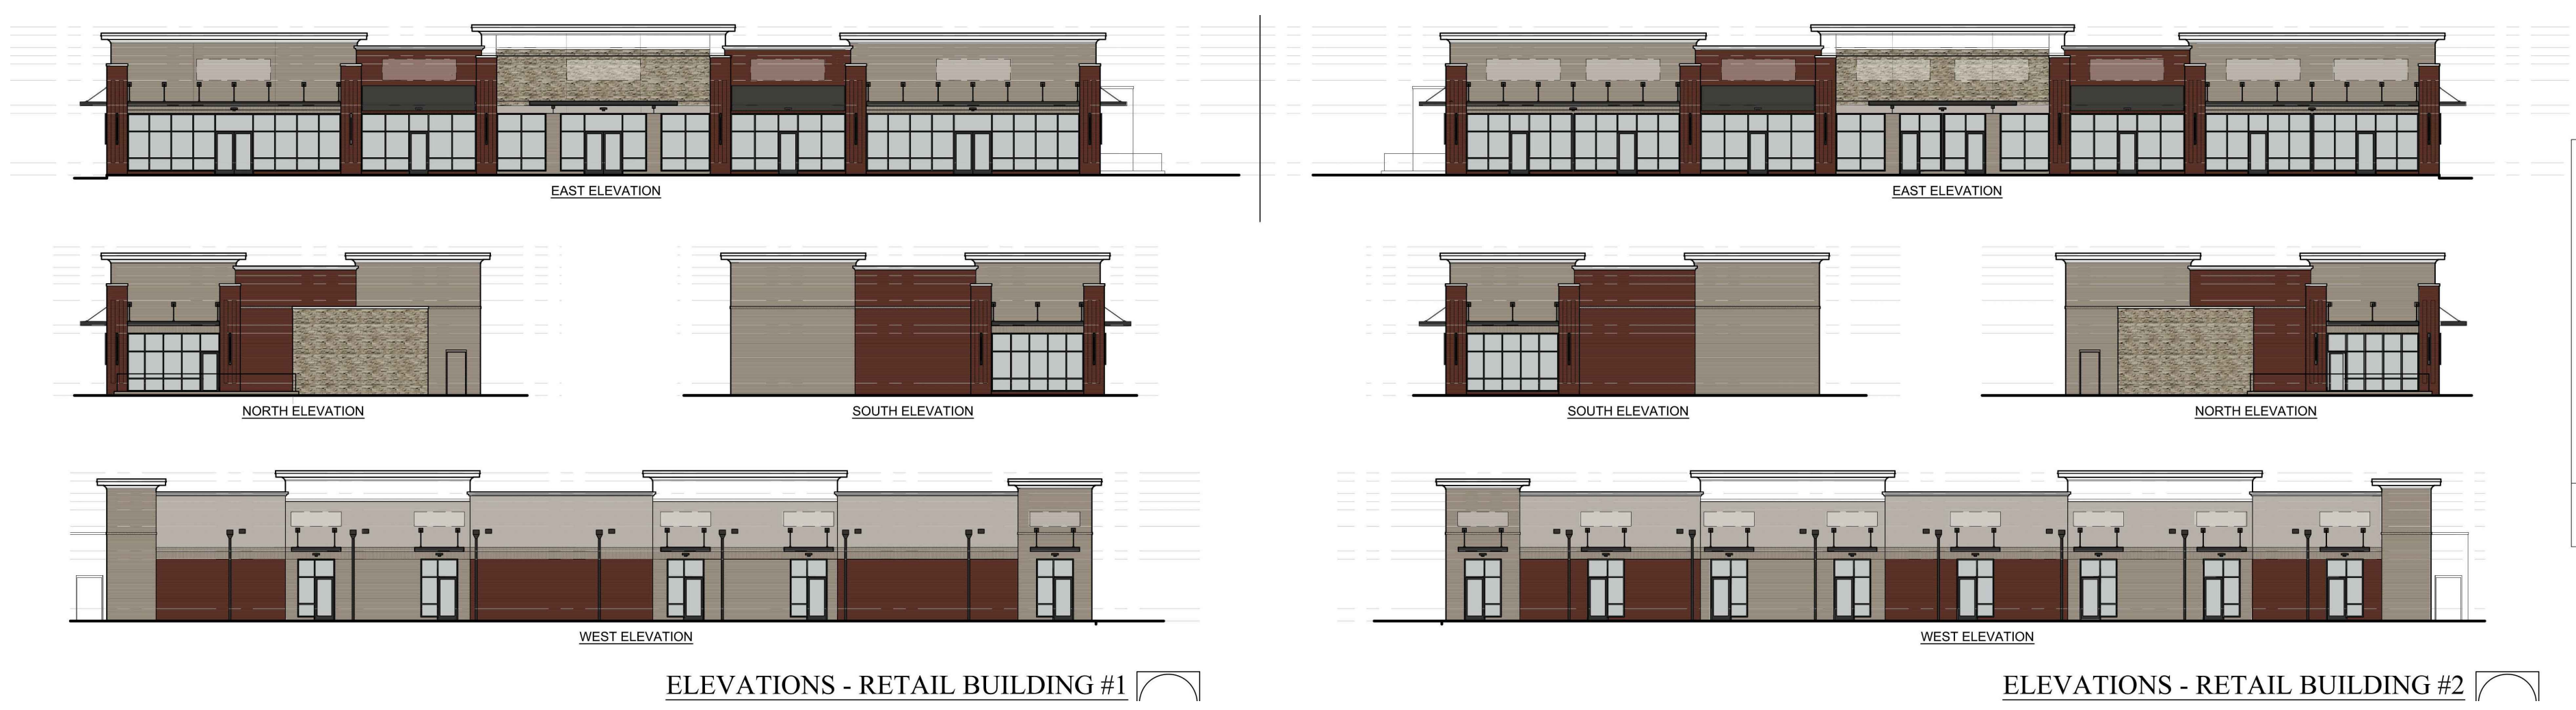 EAST ELEVATION
EAST ELEVATION
NORTH ELEVATION
SOUTH ELEVATION
SOUTH ELEVATION
NORTH ELEVATION
WEST ELEVATION
WEST ELEVATION
ELEVATIONS - RETAIL BUILDING #1
ELEVATIONS - RETAIL BUILDING #2